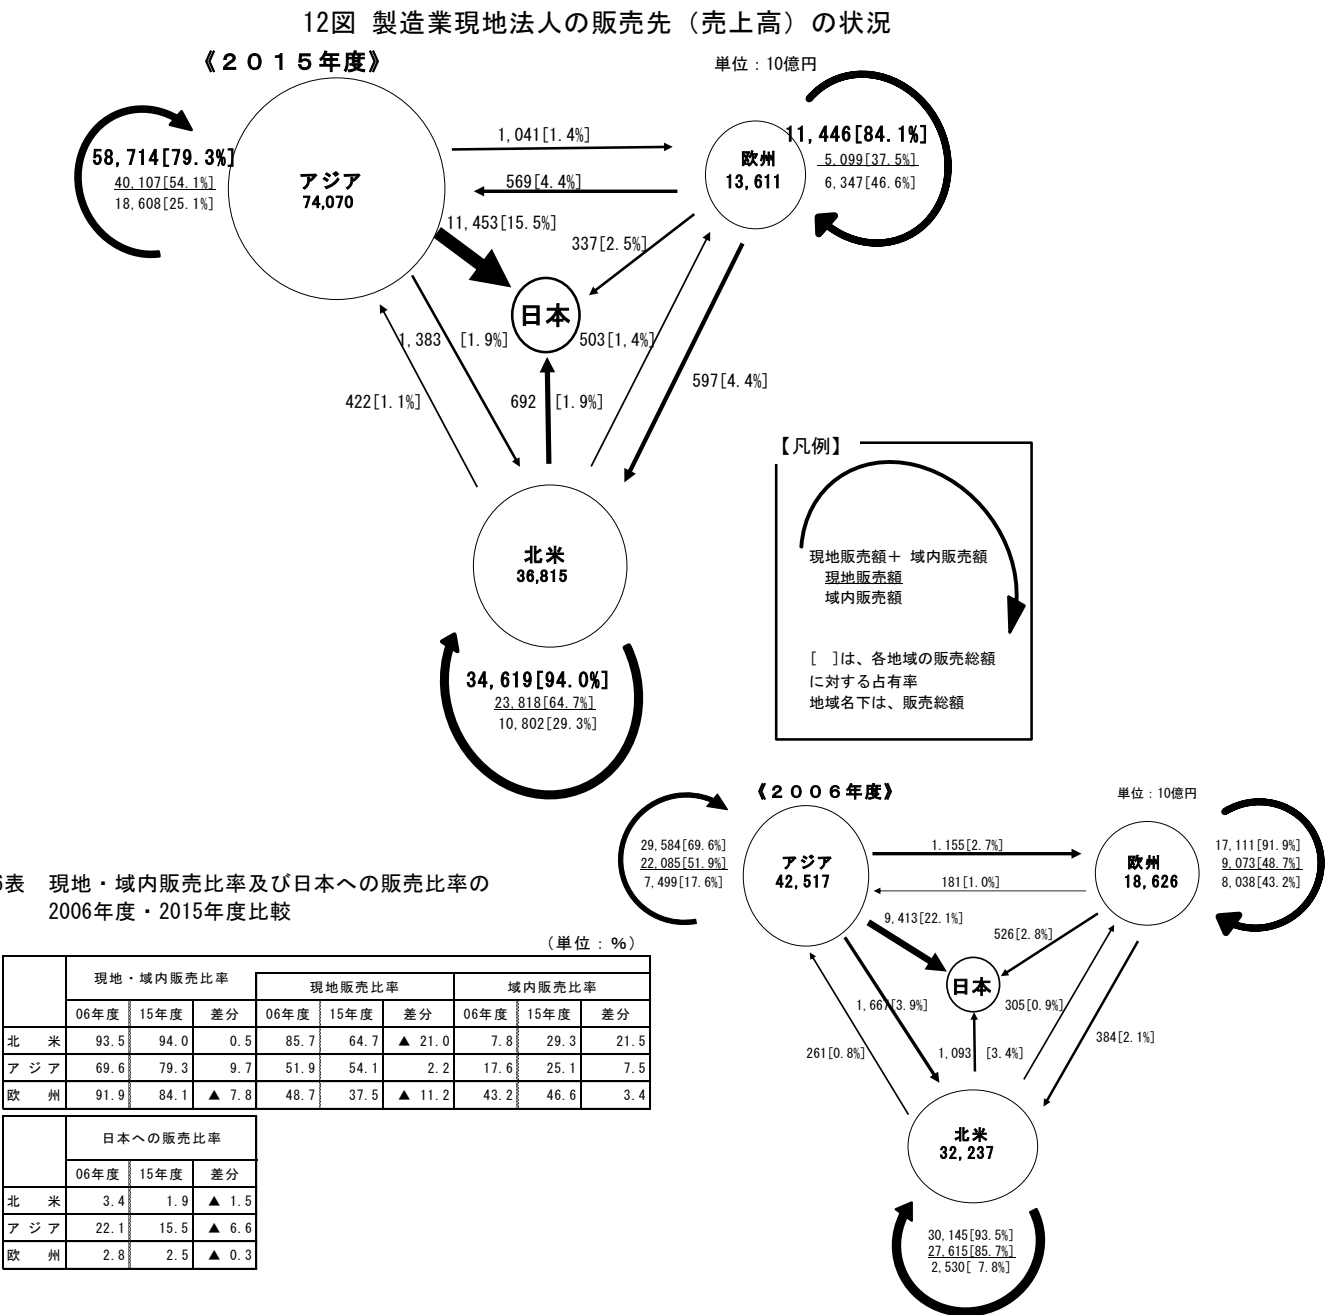 12図 製造業現地法人の販売先（売上高）の状況
《２０１５年度》
単位：10億円
58,714[79.3%]
40,107[54.1%]
18,608[25.1%]
アジア
74,070
1,041[1.4%]
569[4.4%]
欧州
13,611
11,446[84.1%]
5,099[37.5%]
6,347[46.6%]
11,453[15.5%]
337[2.5%]
日本
1,383 [1.9%]
503[1,4%]
422[1.1%]
692 [1.9%]
597[4.4%]
北米
36,815
34,619[94.0%]
23,818[64.7%]
10,802[29.3%]
【凡例】
現地販売額＋ 域内販売額
現地販売額
域内販売額
[ ]は、各地域の販売総額
に対する占有率
地域名下は、販売総額
《２００６年度》
単位：10億円
29,584[69.6%]
22,085[51.9%]
7,499[17.6%]
アジア
42,517
1.155[2.7%]
181[1.0%]
欧州
18,626
17,111[91.9%]
9,073[48.7%]
8,038[43.2%]
9,413[22.1%]
526[2.8%]
日本
1,667[3.9%]
305[0.9%]
261[0.8%]
1,093 [3.4%]
384[2.1%]
北米
32,237
30,145[93.5%]
27,615[85.7%]
2,530[ 7.8%]
表 現地・域内販売比率及び日本への販売比率の
2006年度・2015年度比較
（単位：%）
現地・域内販売比率
現地販売比率 域内販売比率
06年度 15年度 差分 06年度 15年度 差分 06年度 15年度 差分
北 米 93.5 94.0 0.5 85.7 64.7 ▲ 21.0 7.8 29.3 21.5
アジア 69.6 79.3 9.7 51.9 54.1 2.2 17.6 25.1 7.5
欧 州 91.9 84.1 ▲ 7.8 48.7 37.5 ▲ 11.2 43.2 46.6 3.4
日本への販売比率
06年度 15年度 差分
北 米 3.4 1.9 ▲ 1.5
アジア 22.1 15.5 ▲ 6.6
欧 州 2.8 2.5 ▲ 0.3